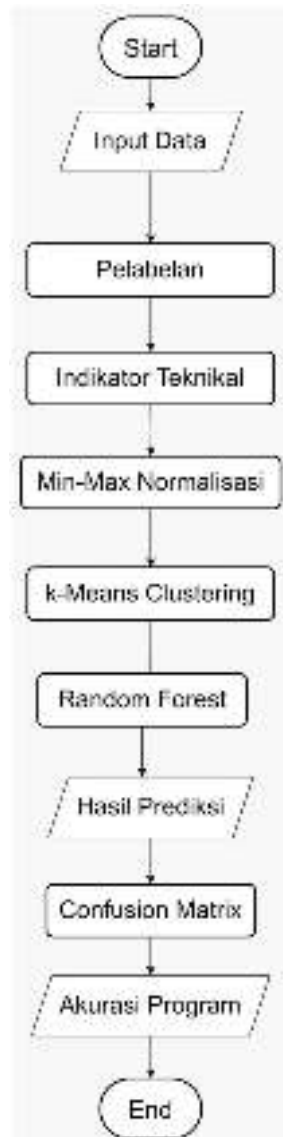 Start
Input Data
Pelabelan
Indikator Teknikal
Min-Max Normalisasi
k-Means Clustering
Random Forest
Hasil Prediksi
Confusion Matrix
Akurasi Program
End